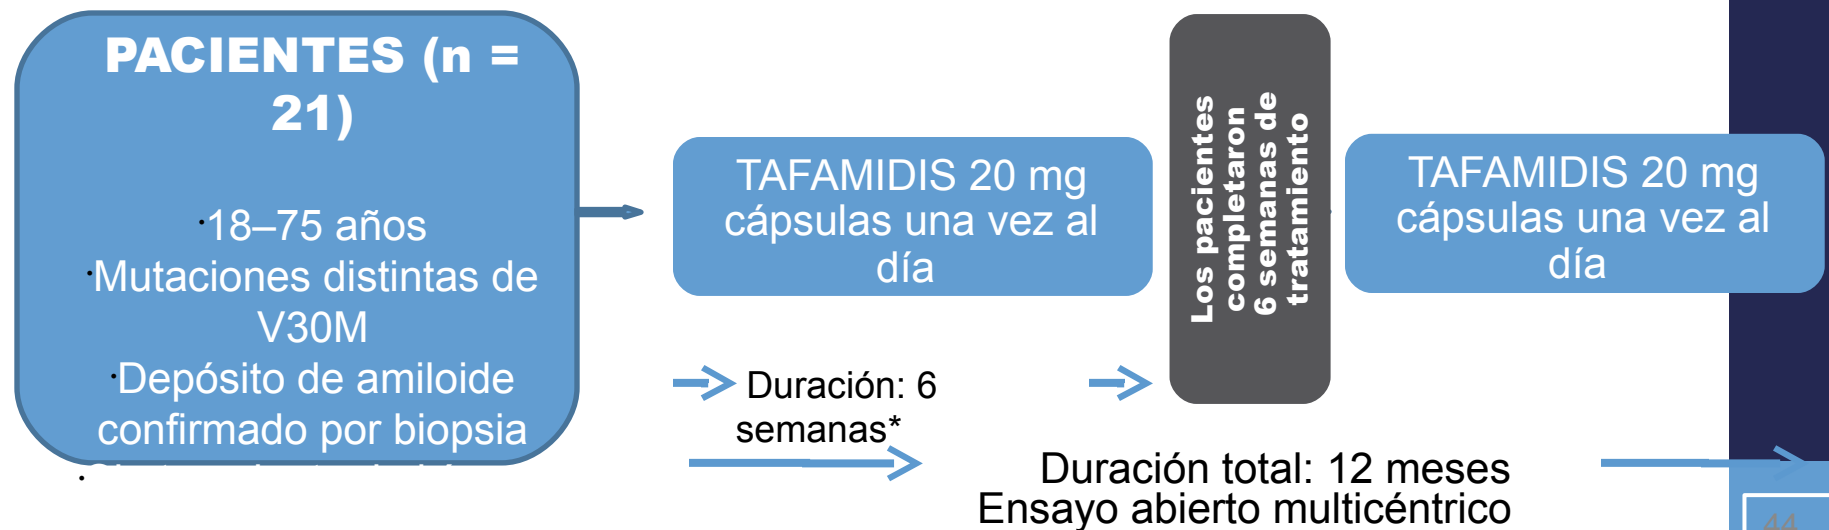 PACIENTES (n =
21)
·18–75 años
·Mutaciones distintas de
V30M
·Depósito de amiloide
confirmado por biopsia
TAFAMIDIS 20 mg
cápsulas una vez al
día
Los pacientes
completaron
6 semanas de
tratamiento
TAFAMIDIS 20 mg
cápsulas una vez al
día
Duración: 6
semanas*
Duración total: 12 meses
Ensayo abierto multicéntrico
44